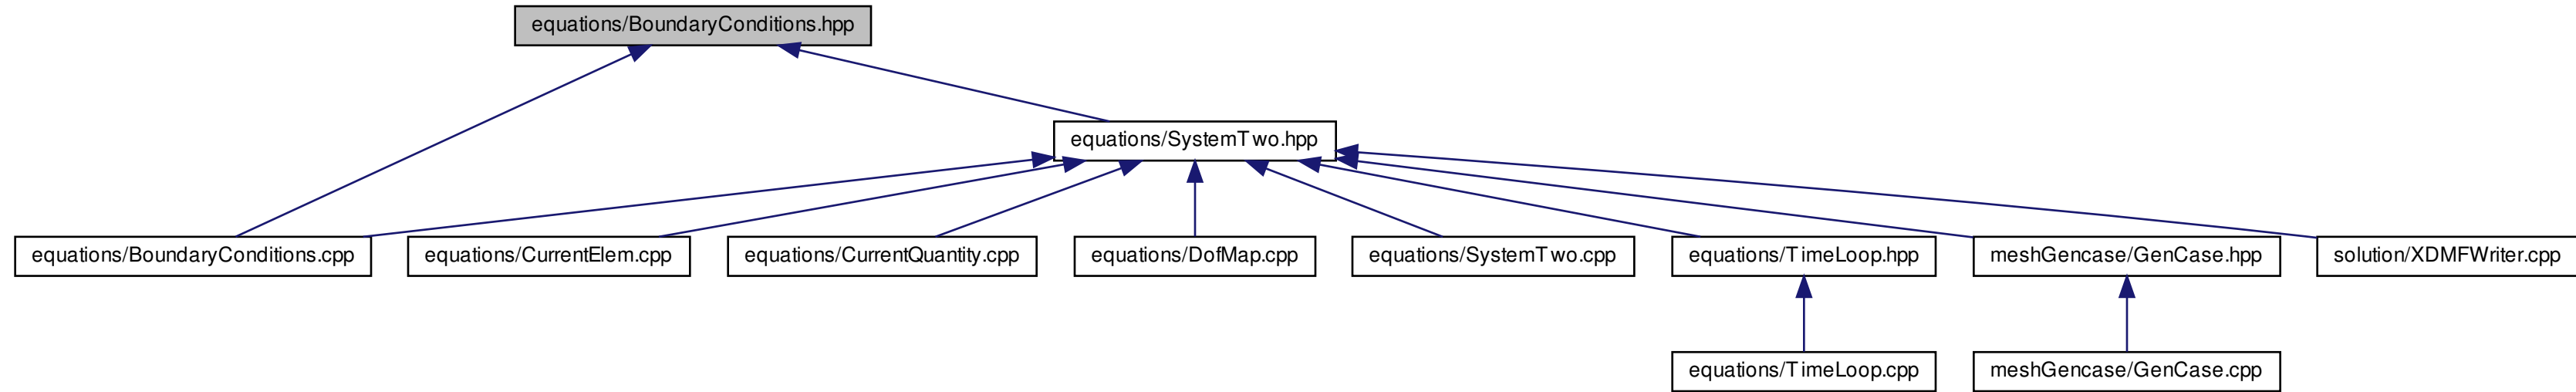 equations/BoundaryConditions.hpp
equations/SystemTwo.hpp
equations/BoundaryConditions.cpp
equations/CurrentElem.cpp
equations/CurrentQuantity.cpp
equations/DofMap.cpp
equations/SystemTwo.cpp
equations/TimeLoop.hpp
meshGencase/GenCase.hpp
solution/XDMFWriter.cpp
equations/TimeLoop.cpp
meshGencase/GenCase.cpp